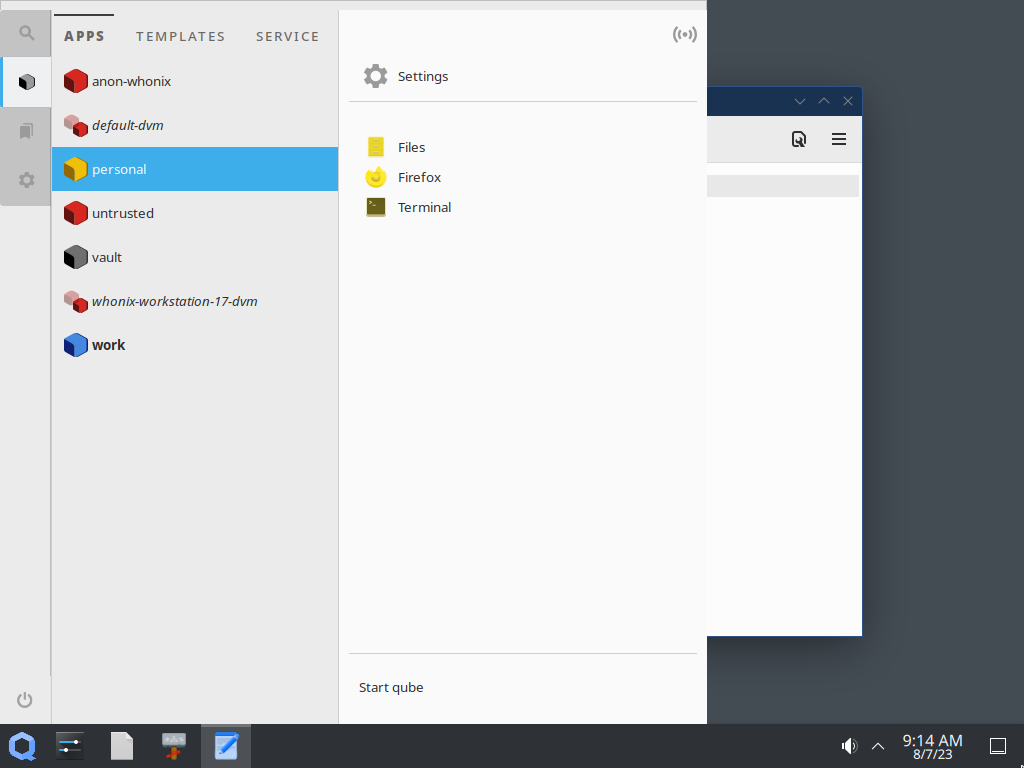 APPS TEMPLATES SERVICE
anon-whonix
default-dvm
personal
untrusted
vault
whonix-workstation-17-dvm
work
Settings
Files
Firefox
Terminal
Start qube
9:14 AM
8/7/23